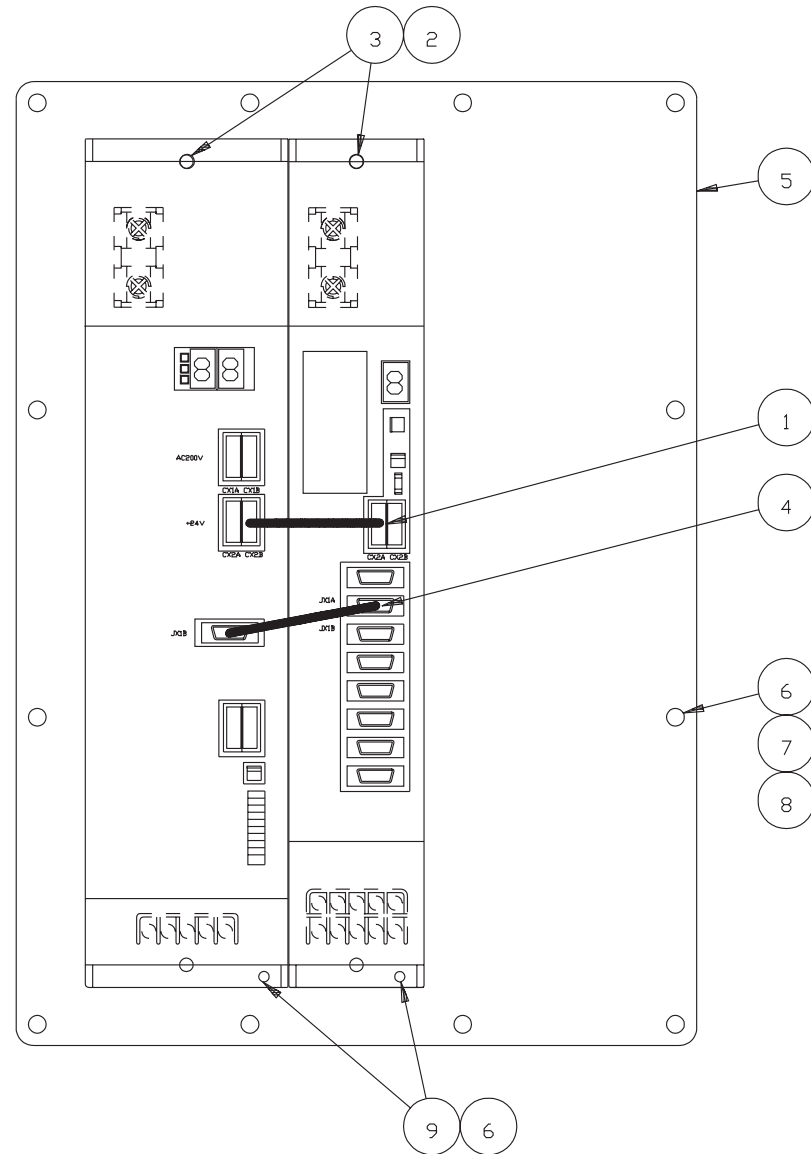 3 2
5
1
AC200V
CX1A CX1B
4
+24V
CX2A CX2B
CX2A CX2B
JX1A
JX1B
JX1B
6
7
8
9 6